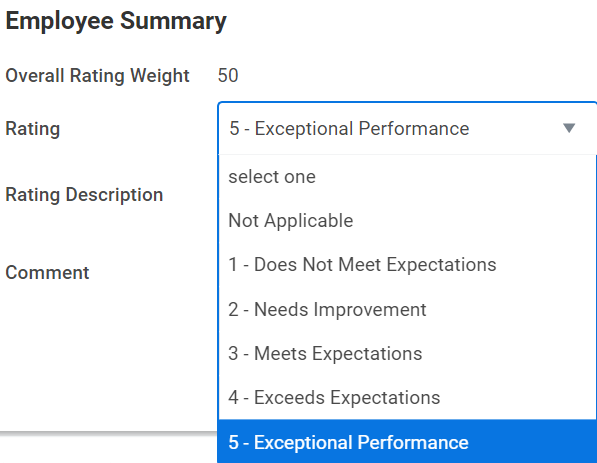 Employee Summary
Overall Rating Weight 50
Rating 5 - Exceptional Performance
select one
Rating Description
Not Applicable
1 - Does Not Meet Expectations
Comment
2 - Needs Improvement
3 - Meets Expectations
4 - Exceeds Expectations
5 - Exceptional Performance